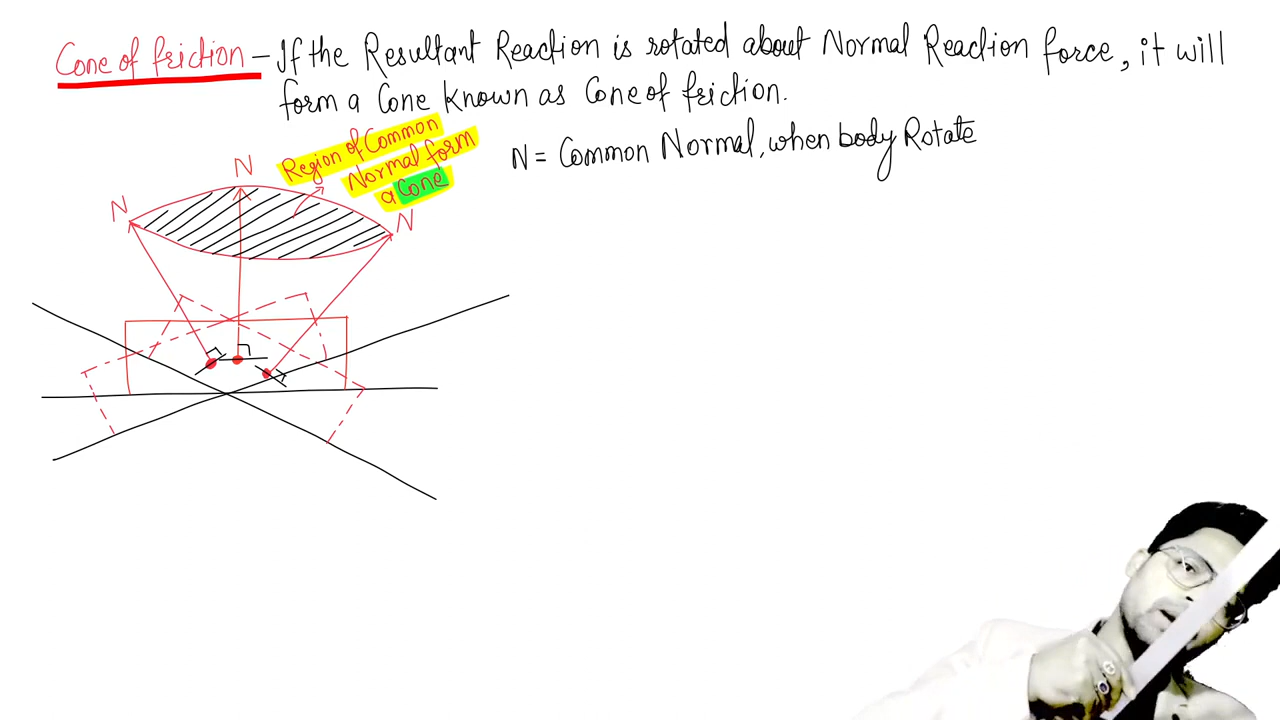 Cone of friction - If the Resultant Reaction is rotated about Normal Reaction force, it will
form a Cone known as Cone of friction.
N = Common Normal, when body Rotate
Region of Common
Normal form
a Cone
N
N
N